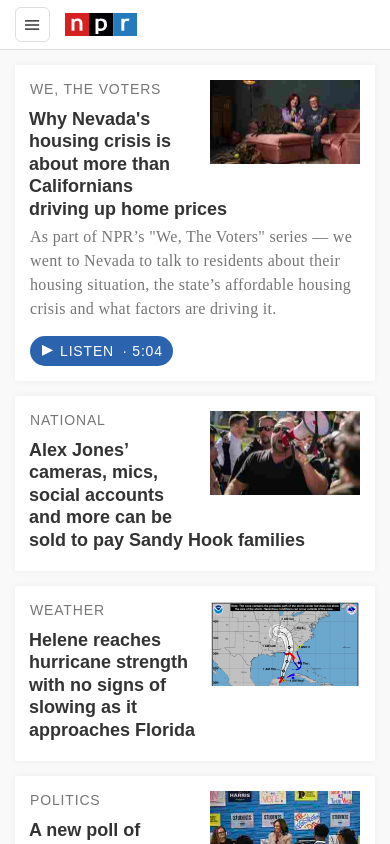 npr
WE, THE VOTERS
Why Nevada's
housing crisis is
about more than
Californians
driving up home prices
As part of NPR’s "We, The Voters" series — we
went to Nevada to talk to residents about their
housing situation, the state’s affordable housing
crisis and what factors are driving it.
LISTEN · 5:04
NATIONAL
Alex Jones’
cameras, mics,
social accounts
and more can be
sold to pay Sandy Hook families
WEATHER
Helene reaches
hurricane strength
with no signs of
slowing as it
approaches Florida
POLITICS
A new poll of
HARRIS
VOTE
STUDENTS
STUDENTS